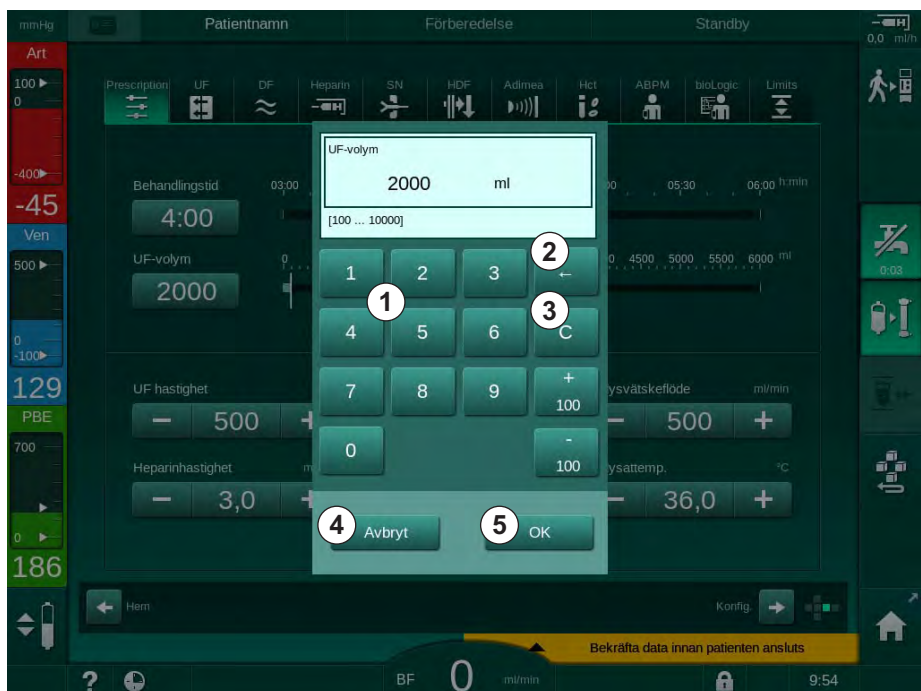 mmHg
Patientnamn
Förberedelse
Standby
0,0 ml/h
Art
100
0
-400
-45
Ven
500
0
-100
129
PBE
700
0
186
Prescription
UF
DF
Heparin
SN
HDF
Adimea
Hct
ABPM
bioLogic
Limits
Behandlingstid
03:00
05:30
06:00 h:min
4:00
UF-volym
0
4500 5000 5500 6000 ml
2000
UF-volym
2000 ml
[100 ... 10000]
1 2 3 ←
4 5 6 C
7 8 9 + 100
0 - 100
1
2
3
4
5
Avbryt
OK
UF hastighet
− 500 +
ysvätskeflöde ml/min
− 500 +
Heparinhastighet
− 3,0 +
ysattemp. °C
− 36,0 +
0:03
Hem
Konfig.
Bekräfta data innan patienten ansluts
?
BF 0 ml/min
9:54